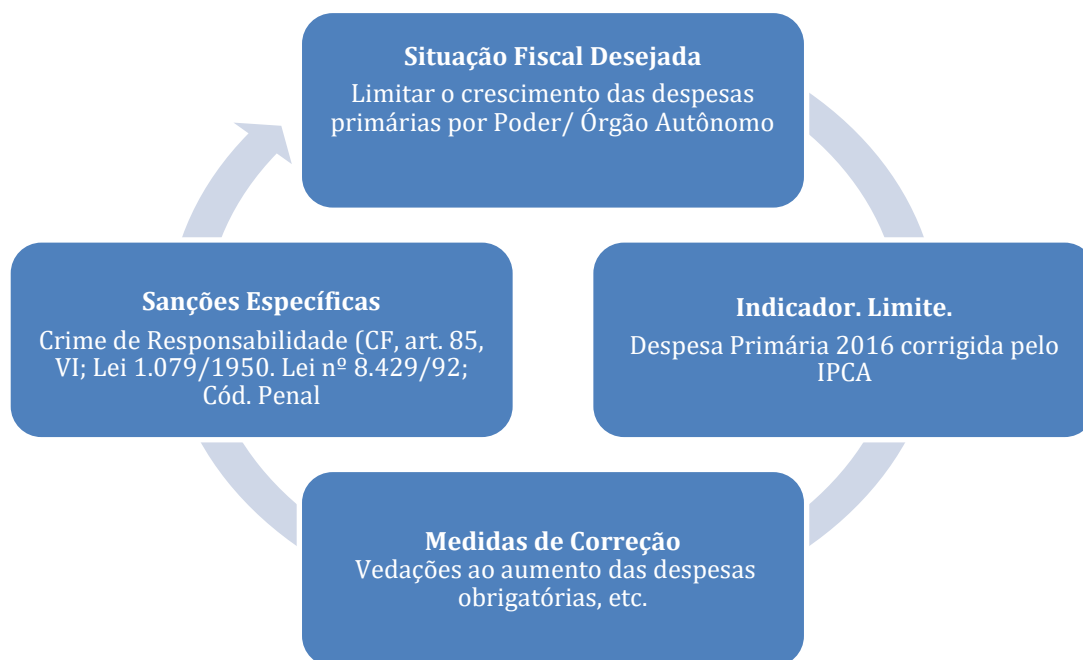 Situação Fiscal Desejada
Limitar o crescimento das despesas
primárias por Poder/ Órgão Autônomo
Indicador. Limite.
Despesa Primária 2016 corrigida pelo
IPCA
Medidas de Correção
Vedações ao aumento das despesas
obrigatórias, etc.
Sanções Específicas
Crime de Responsabilidade (CF, art. 85,
VI; Lei 1.079/1950. Lei nº 8.429/92;
Cód. Penal